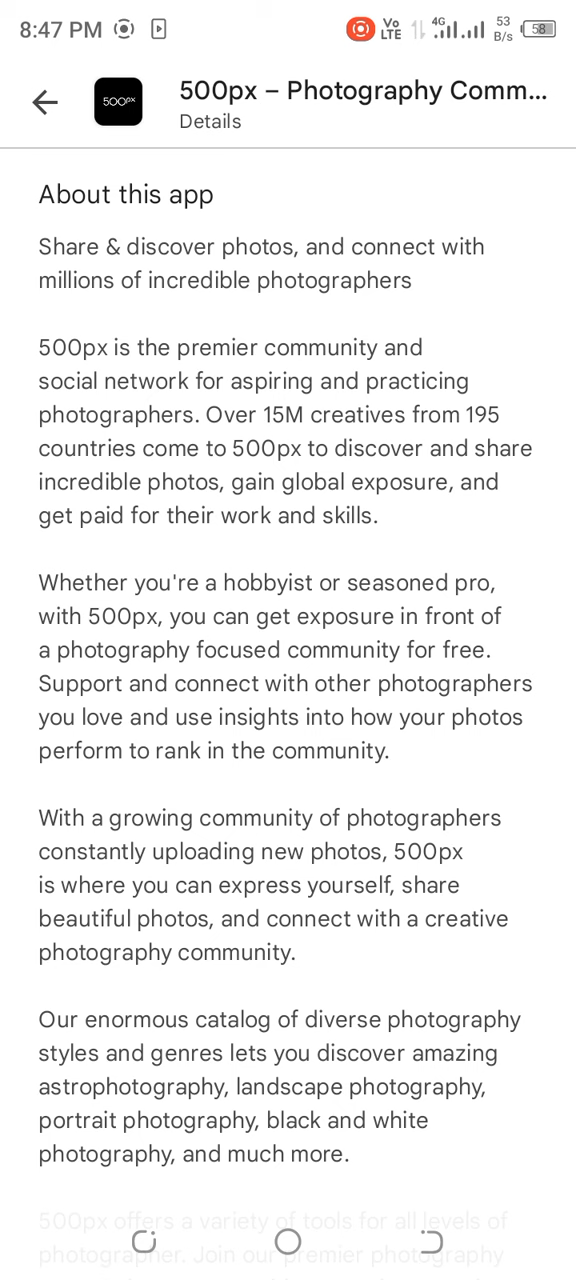 8:47 PM
Vo
LTE
4G
53
B/s
58
500px
500px – Photography Comm...
Details
About this app
Share & discover photos, and connect with
millions of incredible photographers
500px is the premier community and
social network for aspiring and practicing
photographers. Over 15M creatives from 195
countries come to 500px to discover and share
incredible photos, gain global exposure, and
get paid for their work and skills.
Whether you're a hobbyist or seasoned pro,
with 500px, you can get exposure in front of
a photography focused community for free.
Support and connect with other photographers
you love and use insights into how your photos
perform to rank in the community.
With a growing community of photographers
constantly uploading new photos, 500px
is where you can express yourself, share
beautiful photos, and connect with a creative
photography community.
Our enormous catalog of diverse photography
styles and genres lets you discover amazing
astrophotography, landscape photography,
portrait photography, black and white
photography, and much more.
500px offers a variety of tools for all levels of
photographer. Join our premier photography